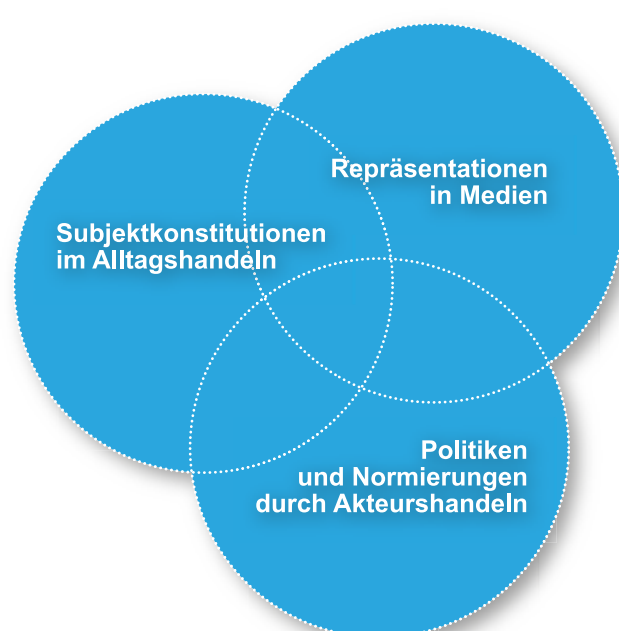 Repräsentationen
in Medien
Subjektkonstitutionen
im Alltagshandeln
Politiken
und Normierungen
durch Akteurshandeln